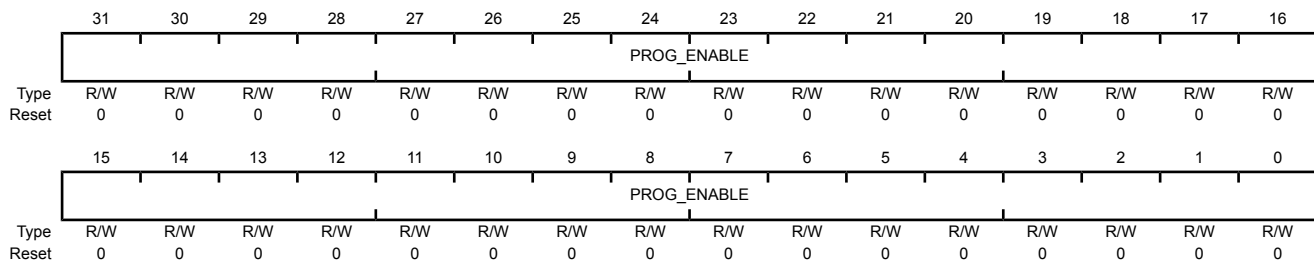 31 30 29 28 27 26 25 24 23 22 21 20 19 18 17 16
PROG_ENABLE
Type R/W R/W R/W R/W R/W R/W R/W R/W R/W R/W R/W R/W R/W R/W R/W R/W
Reset 0 0 0 0 0 0 0 0 0 0 0 0 0 0 0 0
15 14 13 12 11 10 9 8 7 6 5 4 3 2 1 0
PROG_ENABLE
Type R/W R/W R/W R/W R/W R/W R/W R/W R/W R/W R/W R/W R/W R/W R/W R/W
Reset 0 0 0 0 0 0 0 0 0 0 0 0 0 0 0 0